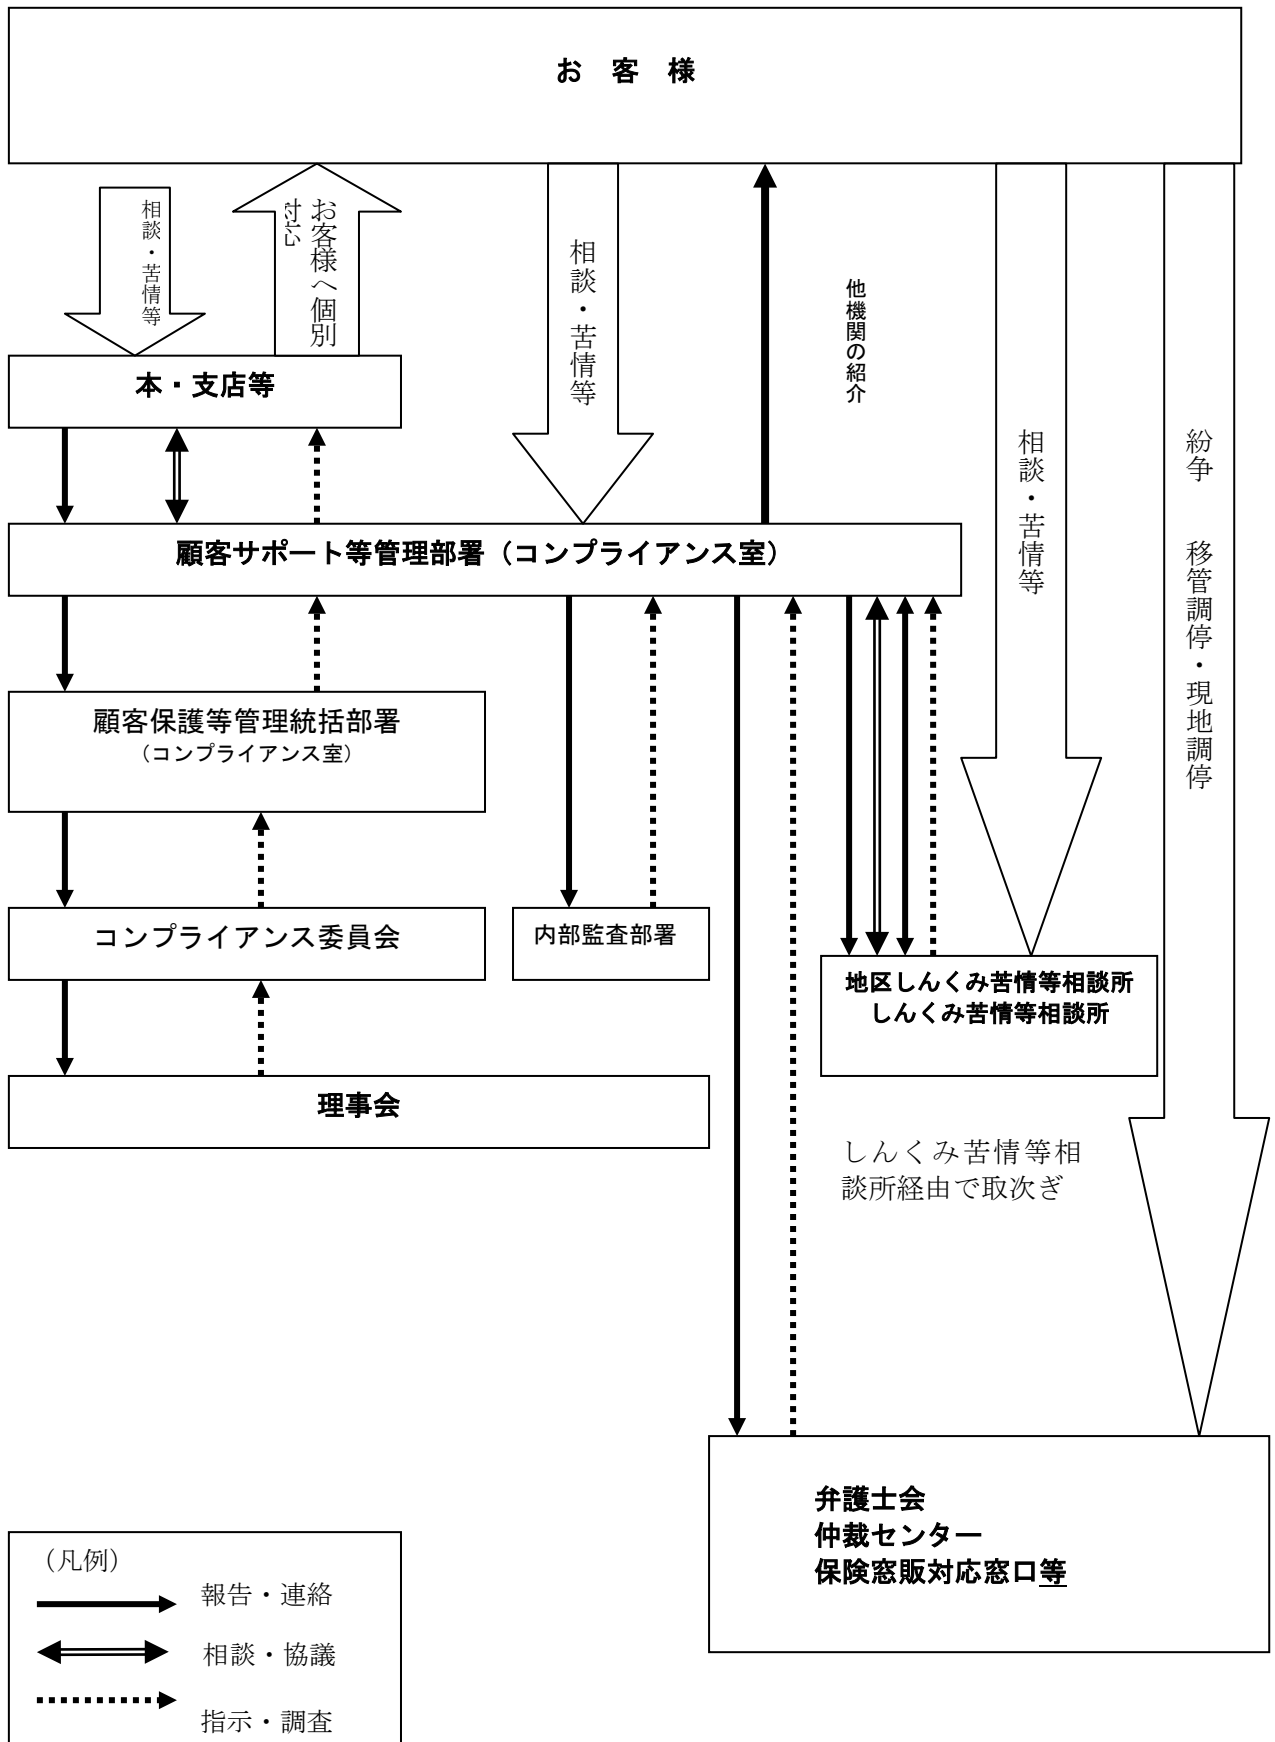 お 客 様
相談・苦情等
お客様へ個別
対応
相談・苦情等
他機関の紹介
相談・苦情等
紛争 移管調停・現地調停
本・支店等
顧客サポート等管理部署（コンプライアンス室）
顧客保護等管理統括部署
（コンプライアンス室）
コンプライアンス委員会
内部監査部署
地区しんくみ苦情等相談所
しんくみ苦情等相談所
理事会
しんくみ苦情等相
談所経由で取次ぎ
弁護士会
仲裁センター
保険窓販対応窓口等
（凡例）
報告・連絡
相談・協議
指示・調査